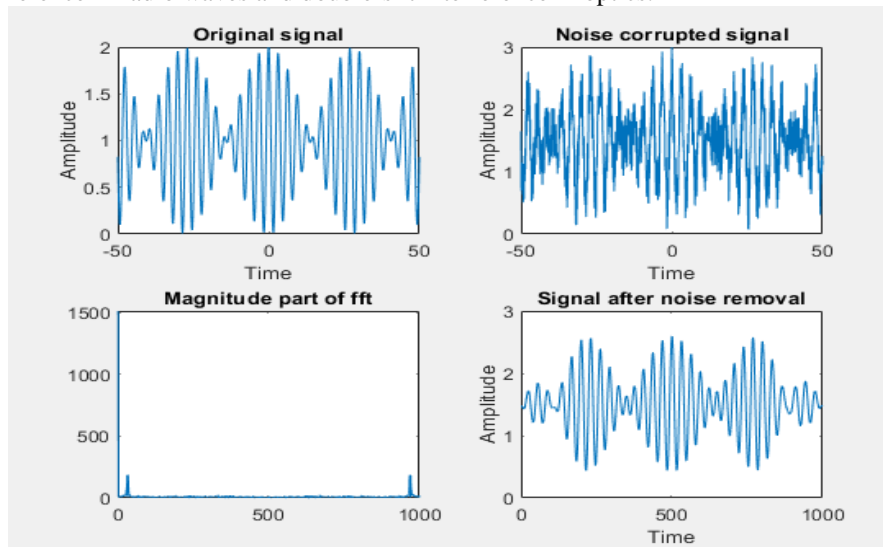 Original signal
Noise corrupted signal
2
1.5
1
0.5
0
Amplitude
-50
0
50
Time
3
2
1
0
Amplitude
-50
0
50
Time
Magnitude part of fft
Signal after noise removal
1500
1000
500
0
0
500
1000
3
2
1
0
Amplitude
0
500
1000
Time